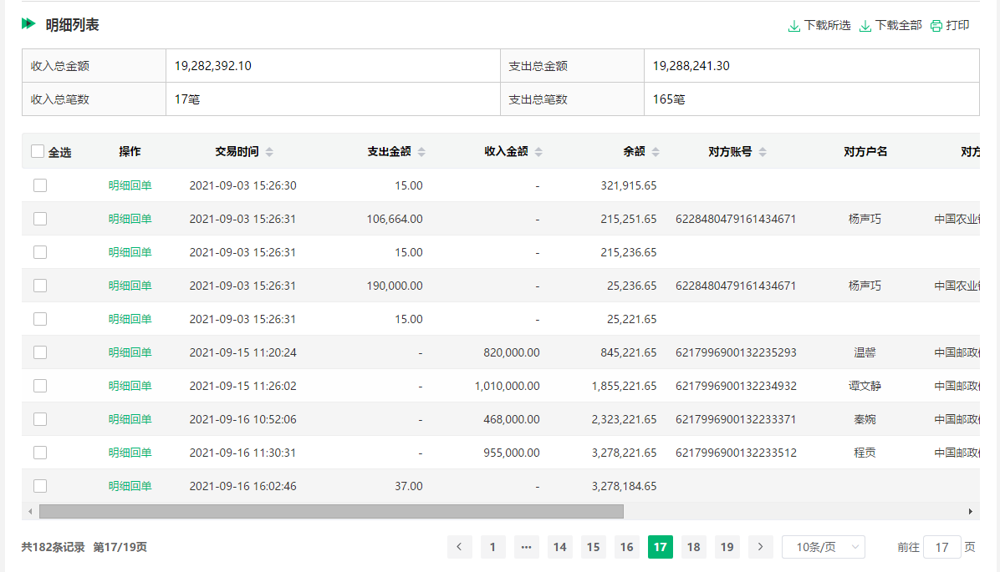 明细列表 下载所选 下载全部 打印
收入总金额 19,282,392.10 支出总金额 19,288,241.30
收入总笔数 17笔 支出总笔数 165笔
全选 操作 交易时间 支出金额 收入金额 余额 对方账号 对方户名 对方
明细回单 2021-09-03 15:26:30 15.00 - 321,915.65
明细回单 2021-09-03 15:26:31 106,664.00 - 215,251.65 6228480479161434671 杨声巧 中国农业
明细回单 2021-09-03 15:26:31 15.00 - 215,236.65
明细回单 2021-09-03 15:26:31 190,000.00 - 25,236.65 6228480479161434671 杨声巧 中国农业
明细回单 2021-09-03 15:26:31 15.00 - 25,221.65
明细回单 2021-09-15 11:20:24 - 820,000.00 845,221.65 6217996900132235293 温馨 中国邮政
明细回单 2021-09-15 11:26:02 - 1,010,000.00 1,855,221.65 6217996900132234932 谭文静 中国邮政
明细回单 2021-09-16 10:52:06 - 468,000.00 2,323,221.65 6217996900132233371 秦婉 中国邮政
明细回单 2021-09-16 11:30:31 - 955,000.00 3,278,221.65 6217996900132233512 程贡 中国邮政
明细回单 2021-09-16 16:02:46 37.00 - 3,278,184.65
共182条记录 第17/19页 1 ... 14 15 16 17 18 19 10条/页 前往 17 页